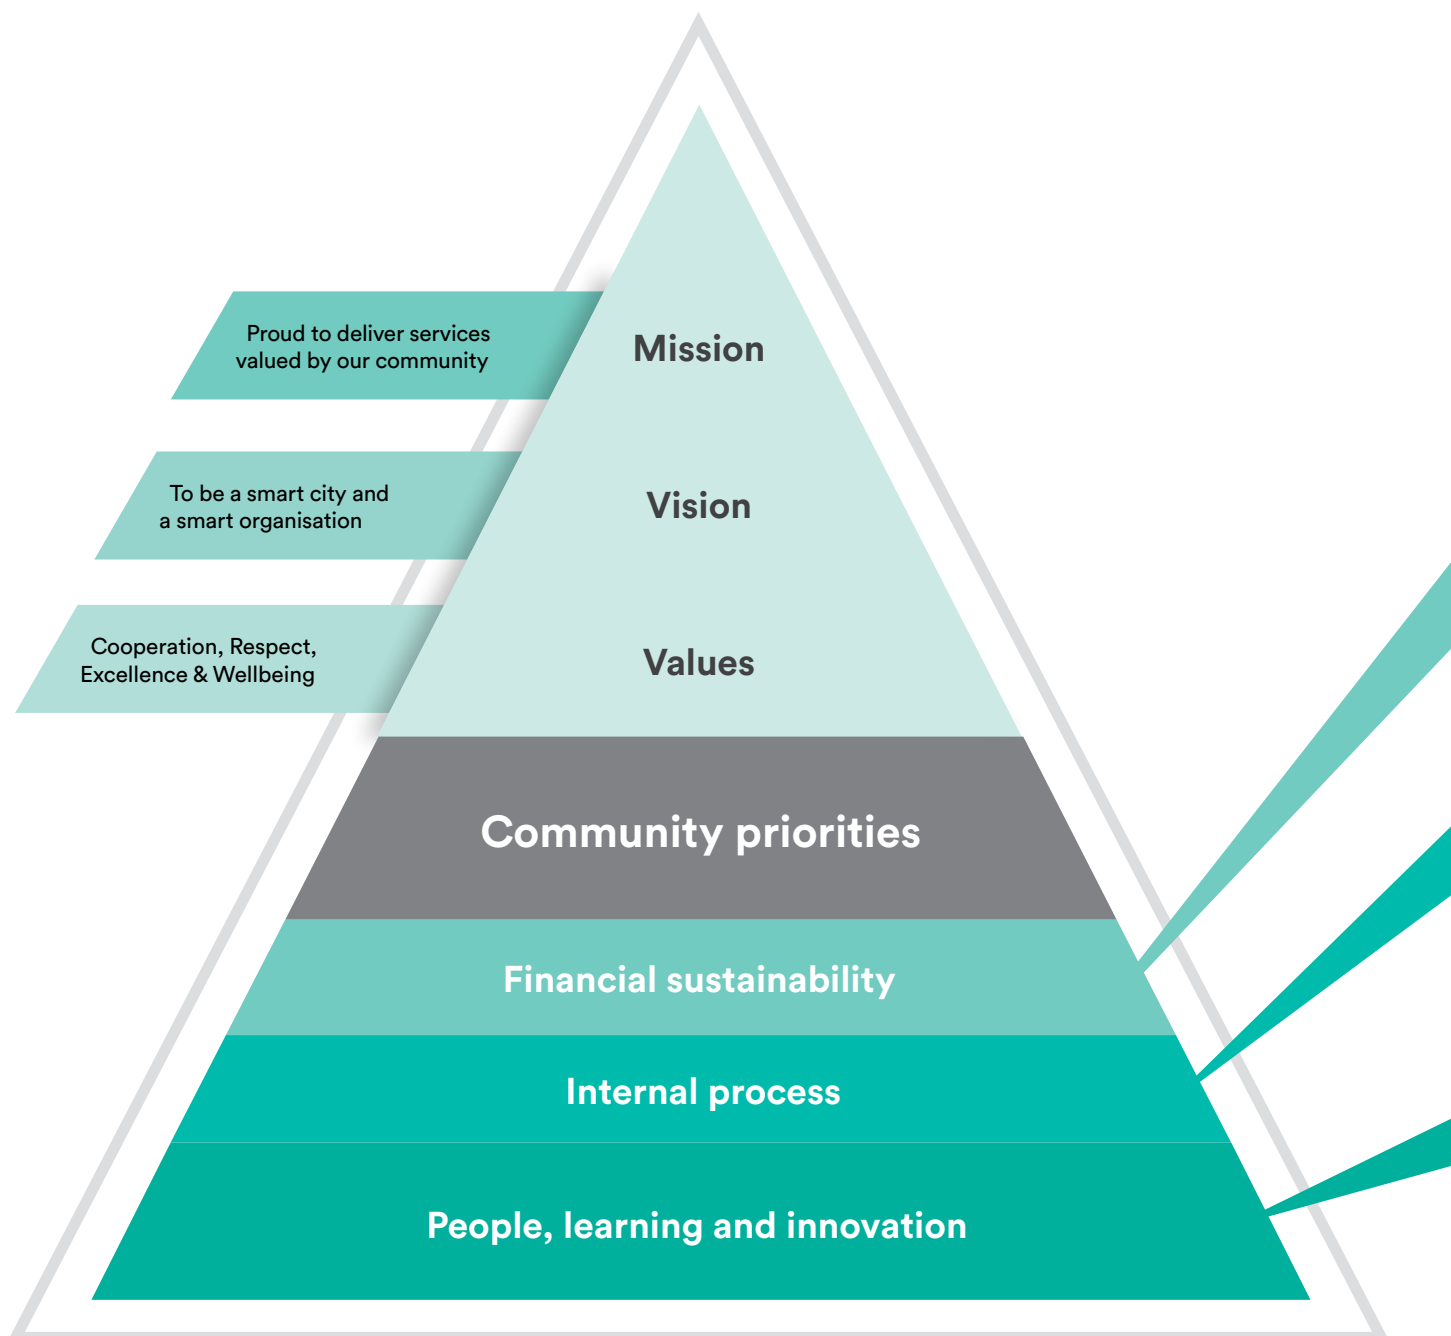 Proud to deliver services
valued by our community
Mission
To be a smart city and
a smart organisation
Vision
Cooperation, Respect,
Excellence & Wellbeing
Values
Community priorities
Financial sustainability
Internal process
People, learning and innovation